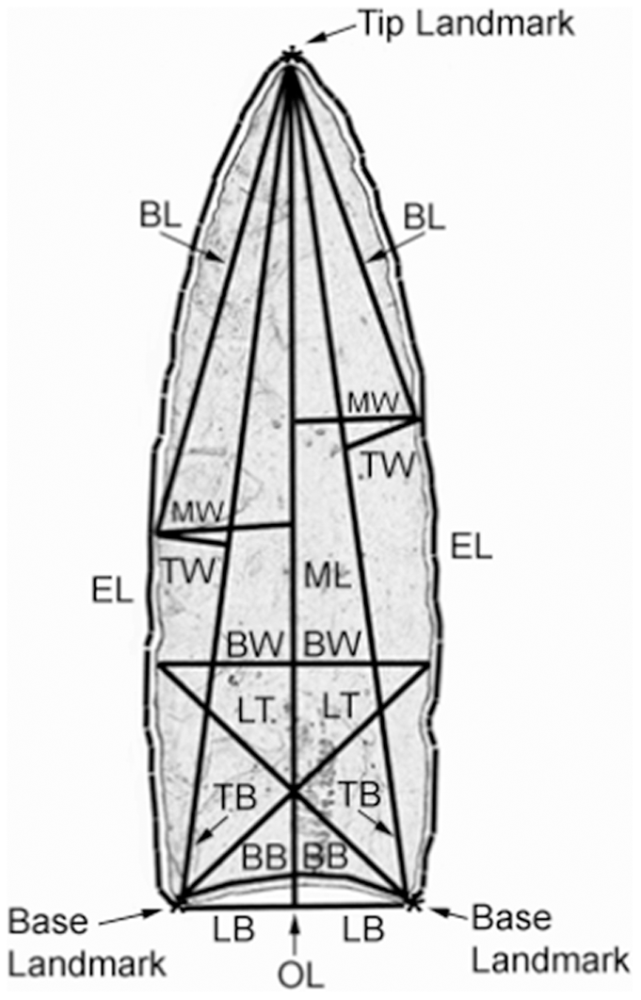 Tip Landmark
BL
BL
MW
TW
MW
TW
EL
ML
EL
BW BW
LT LT
TB
TB
BB BB
Base
Landmark
LB
LB
OL
Base
Landmark